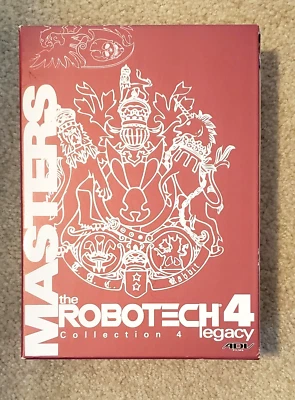 MASTERS
the
ROBOTECH 4
Collection 4 legacy
ADV